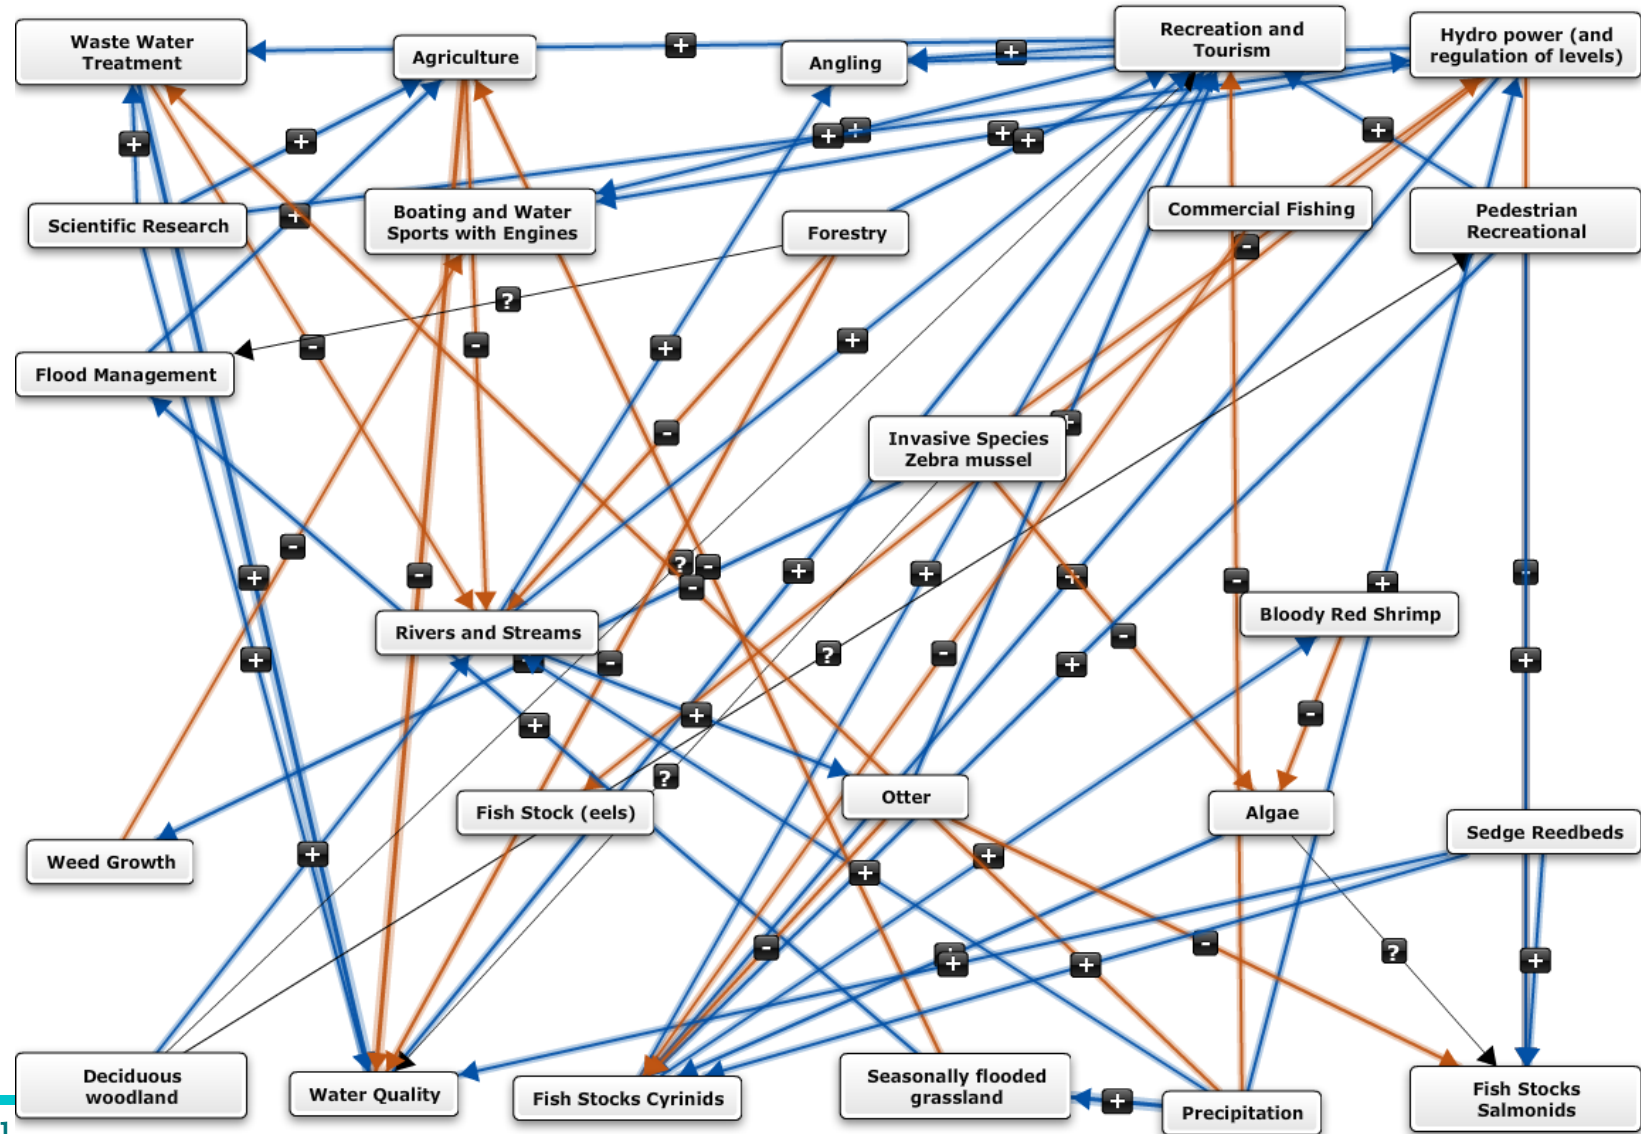 Waste Water
Treatment
Agriculture
Angling
Recreation and
Tourism
Hydro power (and
regulation of levels)
+
+
+
+
+
+
+
+
+
Scientific Research
Boating and Water
Sports with Engines
Forestry
Commercial Fishing
Pedestrian
Recreational
+
-
?
-
-
+
+
Flood Management
-
+
Invasive Species
Zebra mussel
-
+
-
?
-
-
+
+
+
-
+
+
Bloody Red Shrimp
Rivers and Streams
-
+
-
?
-
+
-
+
+
+
-
?
Fish Stock (eels)
Otter
Algae
Sedge Reedbeds
Weed Growth
+
+
+
-
+
+
-
?
+
Deciduous
woodland
Water Quality
Fish Stocks Cyrinids
Seasonally flooded
grassland
+
Precipitation
Fish Stocks
Salmonids
1